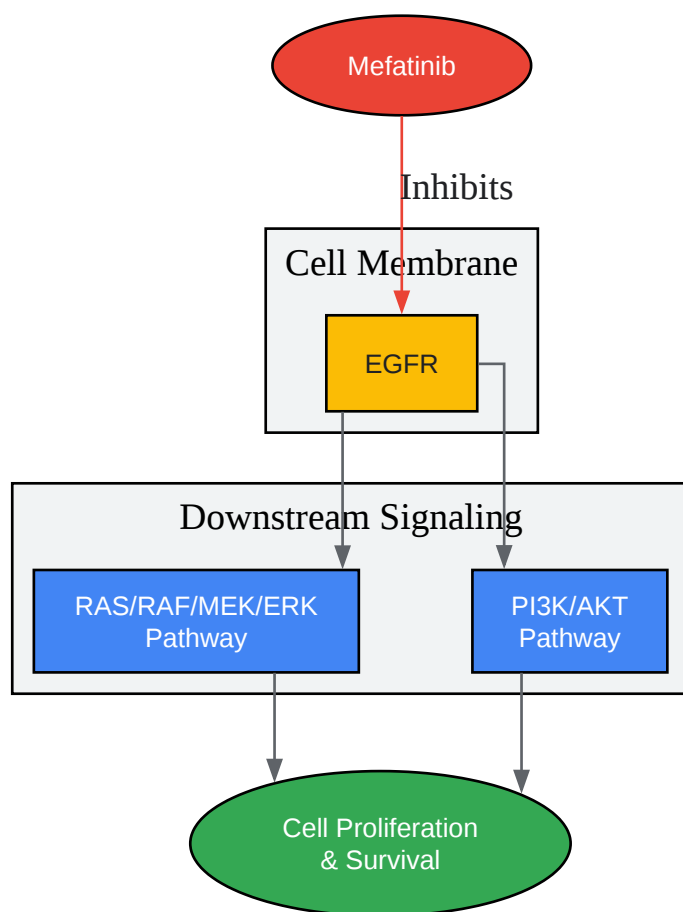 Mefatinib
Inhibits
Cell Membrane
EGFR
Downstream Signaling
RAS/RAF/MEK/ERK
Pathway
PI3K/AKT
Pathway
Cell Proliferation
& Survival